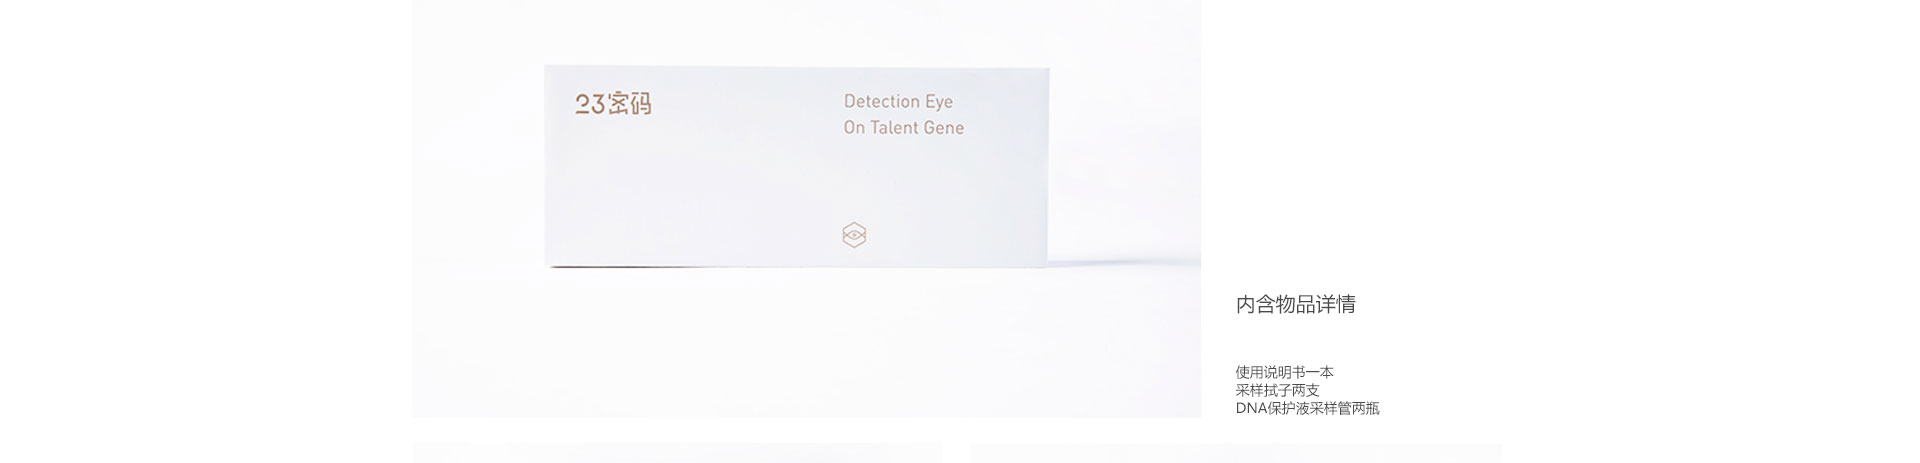 23密码
Detection Eye
On Talent Gene
内含物品详情
使用说明书一本
采样拭子两支
DNA保护液采样管两瓶